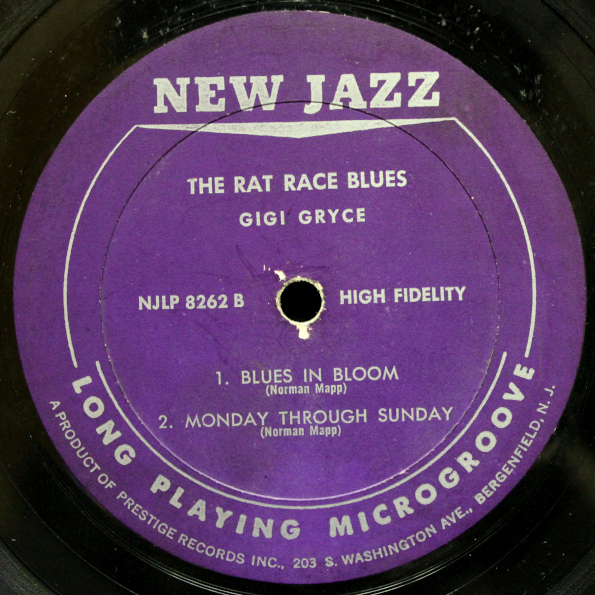 NEW JAZZ
THE RAT RACE BLUES
GIGI GRYCE
NJLP 8262 B
HIGH FIDELITY
1. BLUES IN BLOOM
(Norman Mapp)
2. MONDAY THROUGH SUNDAY
(Norman Mapp)
LONG PLAYING MICROGROOVE
A PRODUCT OF PRESTIGE RECORDS INC., 203 S. WASHINGTON AVE., BERGENFIELD, N. J.